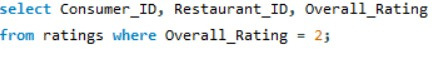 select Consumer_ID, Restaurant_ID, Overall_Rating
from ratings where Overall_Rating = 2;